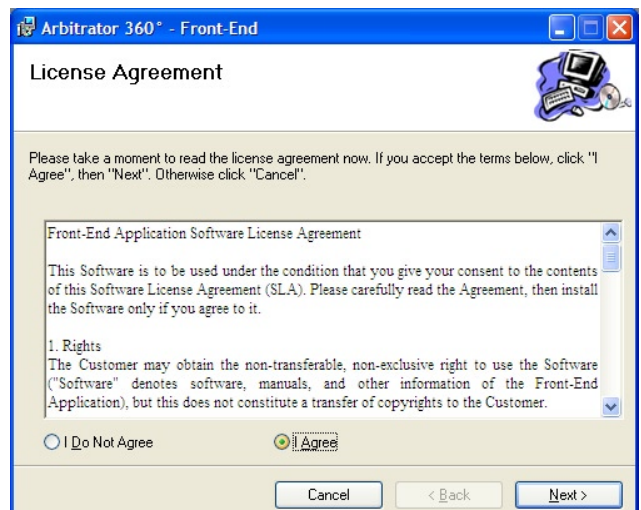 Arbitrator 360° - Front-End
License Agreement
Please take a moment to read the license agreement now. If you accept the terms below, click "I
Agree", then "Next". Otherwise click "Cancel".
Front-End Application Software License Agreement
This Software is to be used under the condition that you give your consent to the contents
of this Software License Agreement (SLA). Please carefully read the Agreement, then install
the Software only if you agree to it.
1. Rights
The Customer may obtain the non-transferable, non-exclusive right to use the Software
("Software" denotes software, manuals, and other information of the Front-End
Application), but this does not constitute a transfer of copyrights to the Customer.
I Do Not Agree
I Agree
Cancel
< Back
Next >